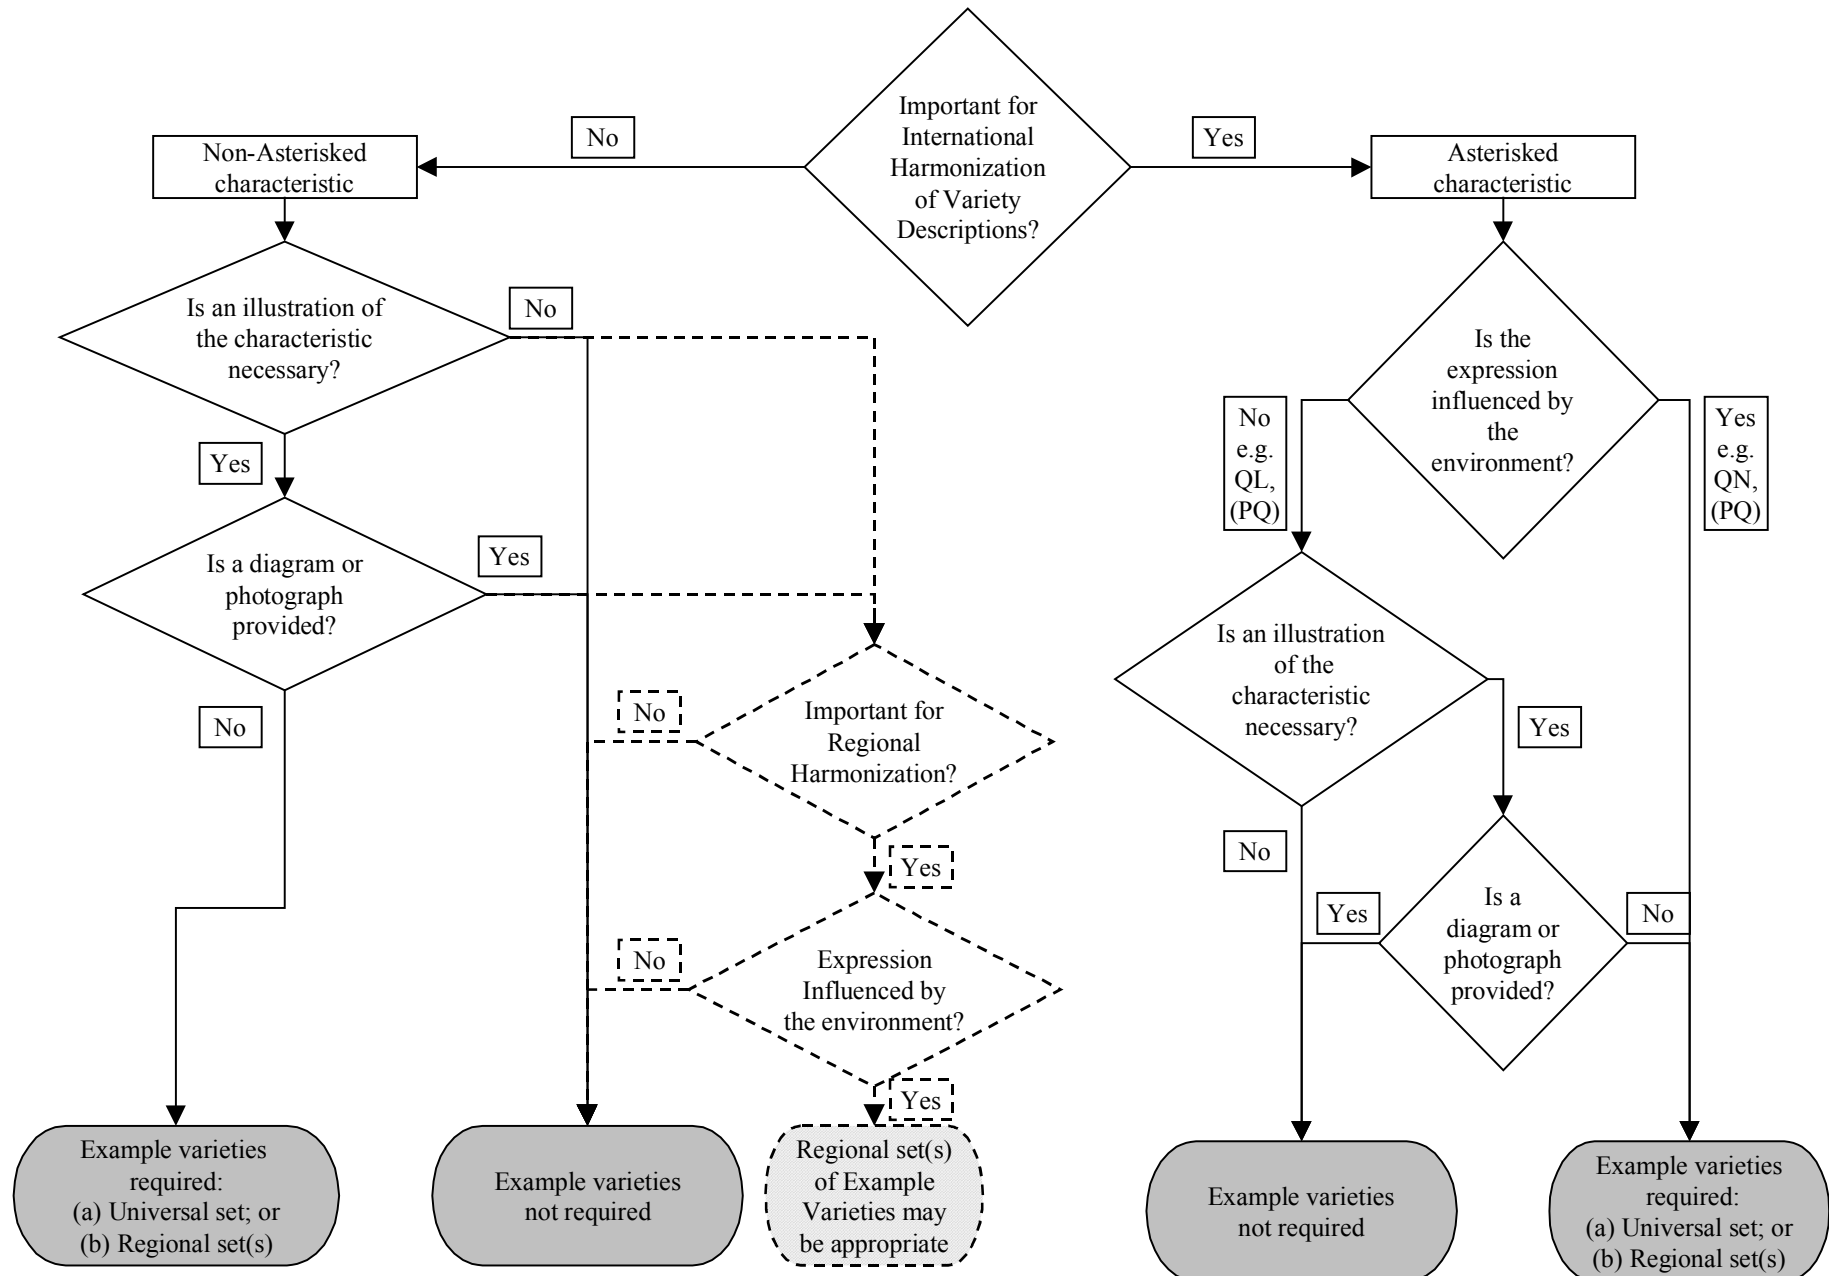 Important for
International
Harmonization
of Variety
Descriptions?
No
Yes
Non-Asterisked
characteristic
Asterisked
characteristic
Is an illustration of
the characteristic
necessary?
No
Yes
Is a diagram or
photograph
provided?
Yes
No
Important for
Regional
Harmonization?
No
Yes
Expression
Influenced by
the environment?
No
Yes
Is the
expression
influenced by
the
environment?
No
e.g.
QL,
(PQ)
Yes
e.g.
QN,
(PQ)
Is an illustration
of the
characteristic
necessary?
Yes
No
Is a
diagram or
photograph
provided?
Yes
No
Example varieties
required:
(a) Universal set; or
(b) Regional set(s)
Example varieties
not required
Regional set(s)
of Example
Varieties may
be appropriate
Example varieties
not required
Example varieties
required:
(a) Universal set; or
(b) Regional set(s)